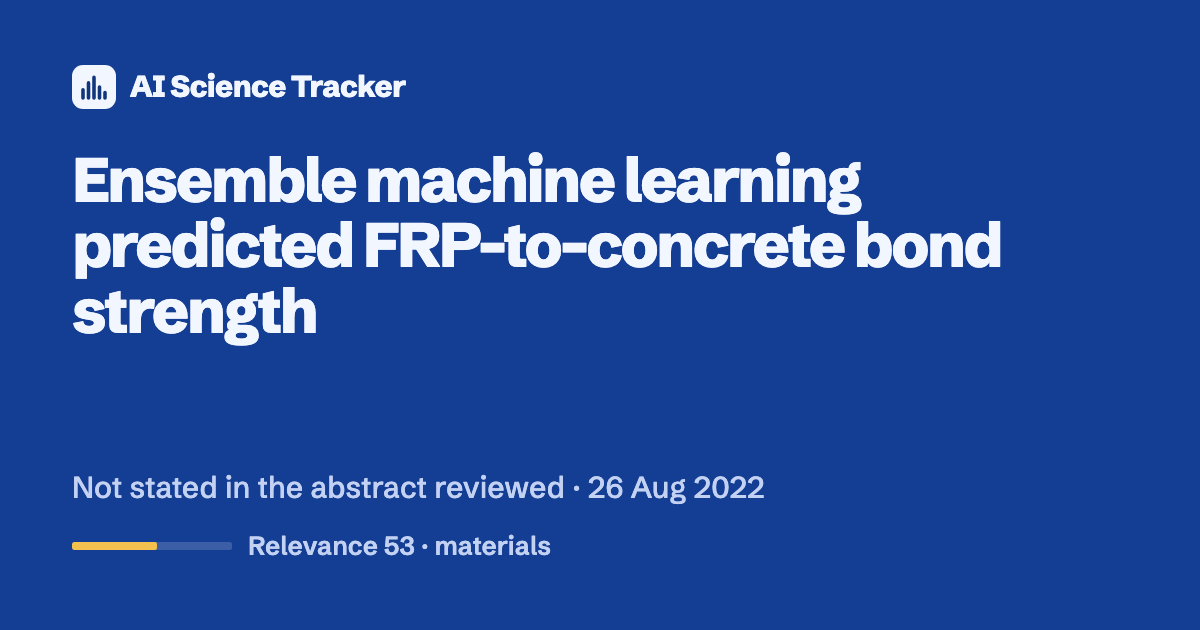 AI Science Tracker
Ensemble machine learning
predicted FRP-to-concrete bond
strength
Not stated in the abstract reviewed · 26 Aug 2022
Relevance 53 · materials